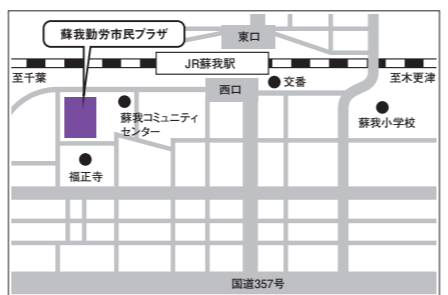 蘇我勤労市民プラザ
東口
JR蘇我駅
至千葉
至木更津
西口
交番
蘇我コミュニティ
センター
蘇我小学校
福正寺
国道357号